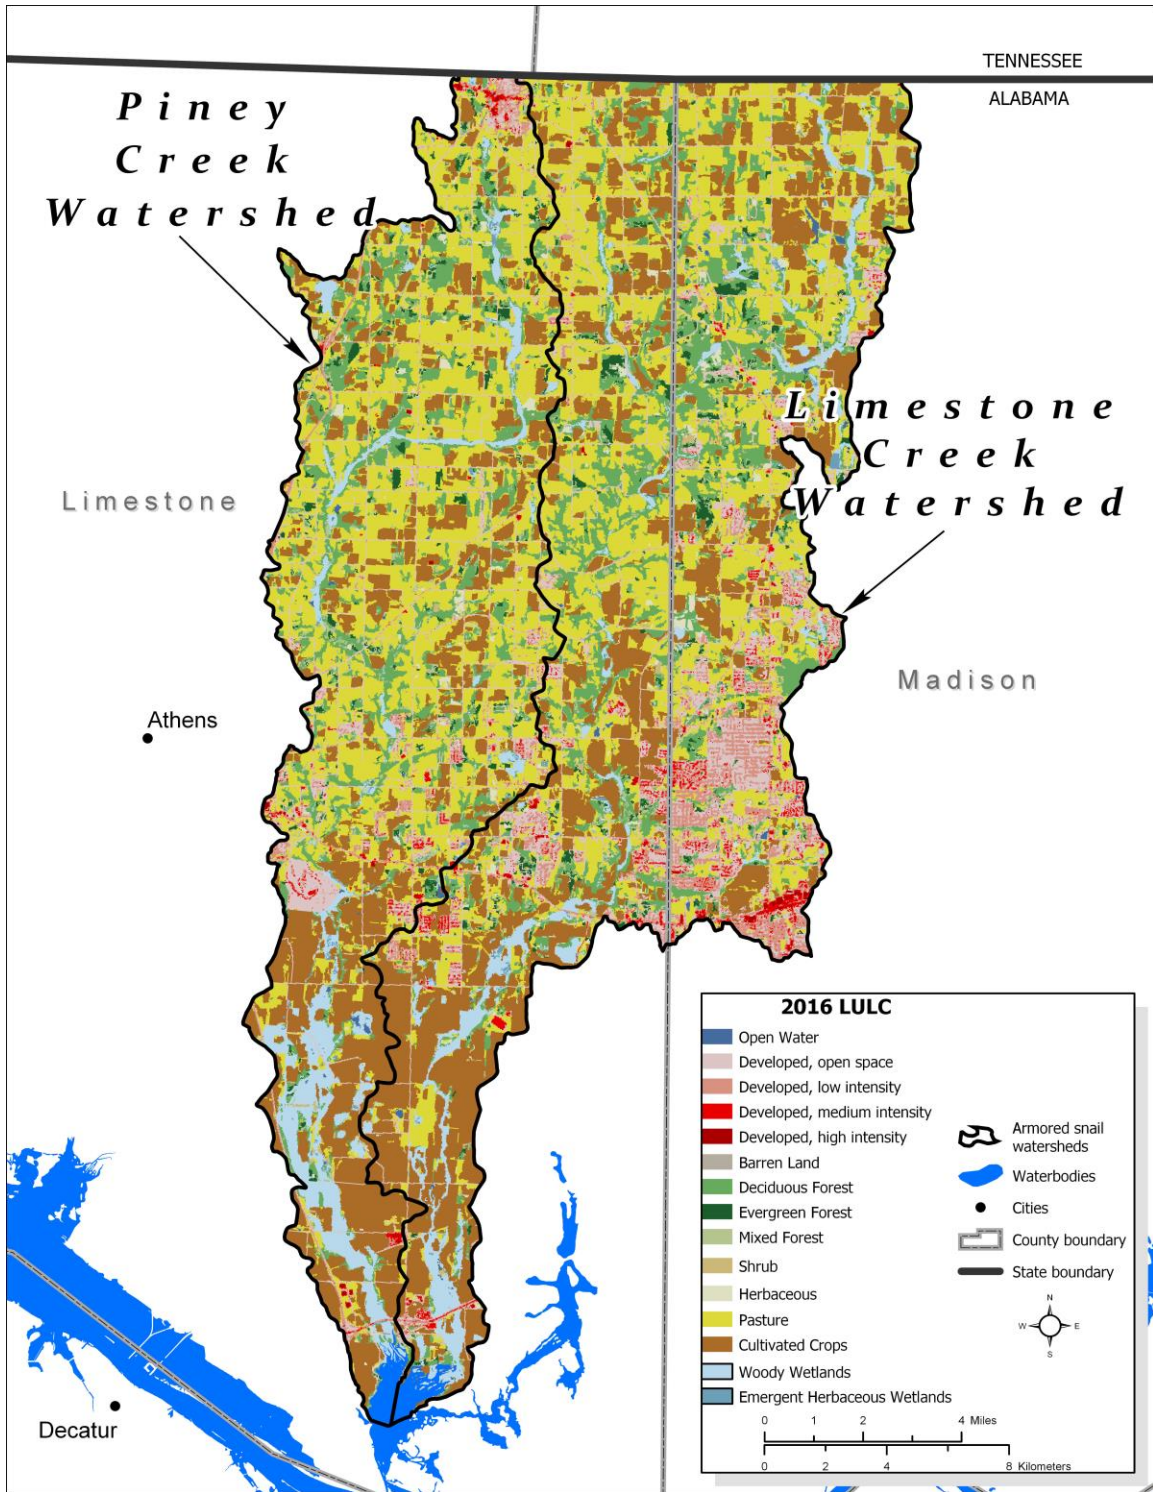 TENNESSEE
ALABAMA
Piney
Creek
Watershed
Limestone
Creek
Watershed
Limestone
Madison
Athens
Decatur
2016 LULC
Open Water
Developed, open space
Developed, low intensity
Developed, medium intensity
Developed, high intensity
Barren Land
Deciduous Forest
Evergreen Forest
Mixed Forest
Shrub
Herbaceous
Pasture
Cultivated Crops
Woody Wetlands
Emergent Herbaceous Wetlands
Armored snail
watersheds
Waterbodies
Cities
County boundary
State boundary
N
W E
S
0 1 2 4 Miles
0 2 4 8 Kilometers